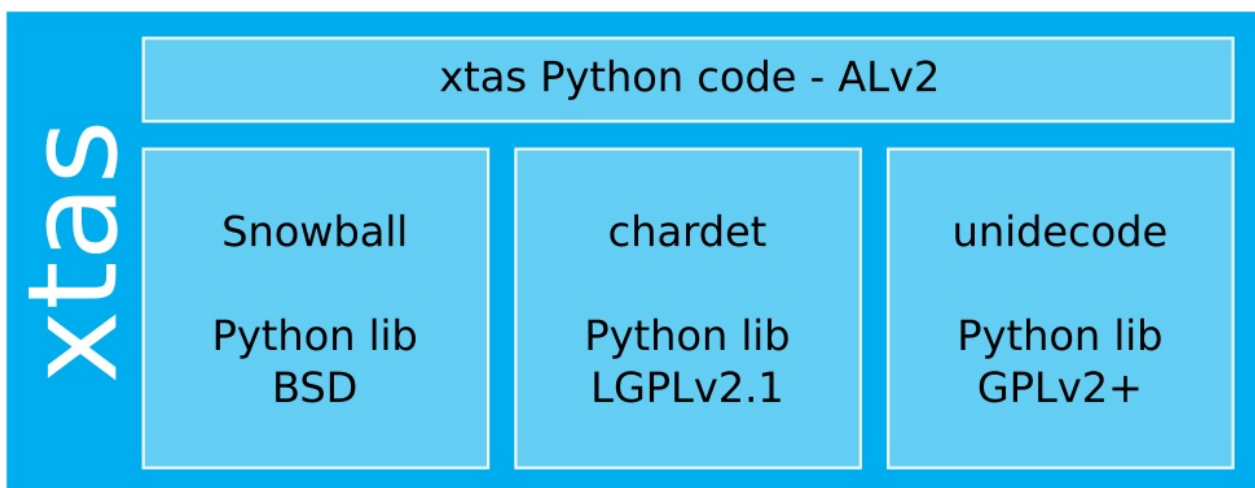 xtas
xtas Python code - ALv2
Snowball
Python lib
BSD
chardet
Python lib
LGPLv2.1
unidecode
Python lib
GPLv2+